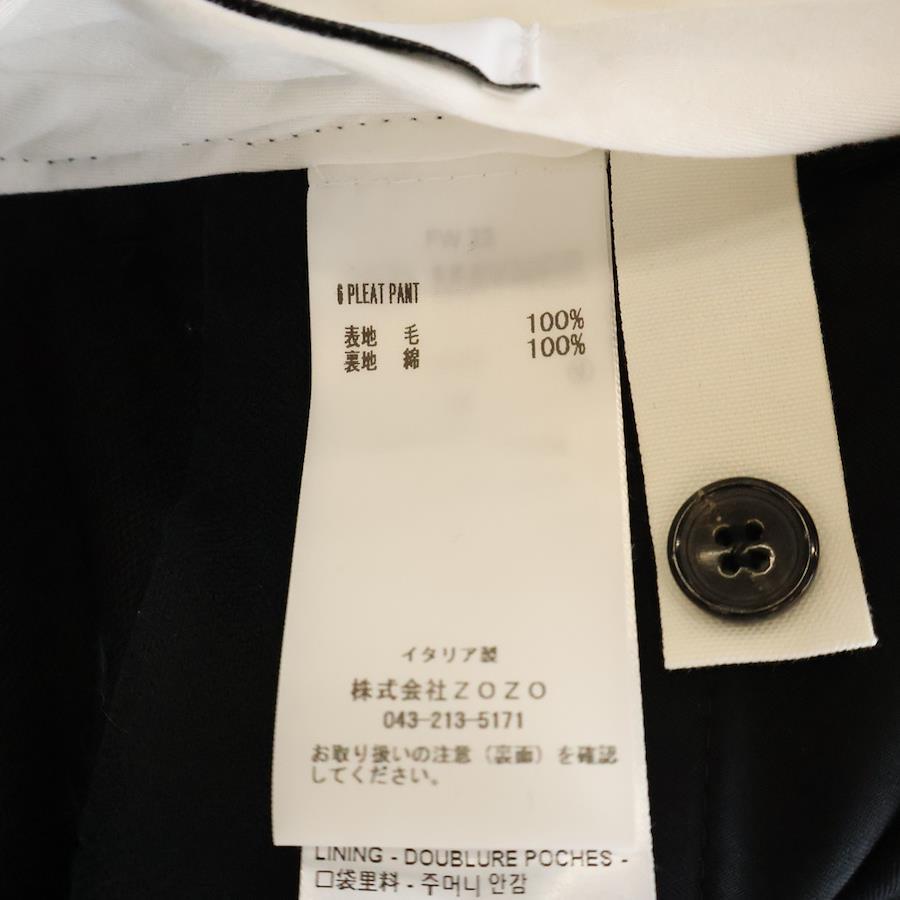 6 PLEAT PANT
表地 毛 100%
裏地 綿 100%
イタリア製
株式会社ZOZO
043-213-5171
お取り扱いの注意(裏面)を確認
してください。
LINING - DOUBLURE POCHES -
口袋里料 - 주머니 안감